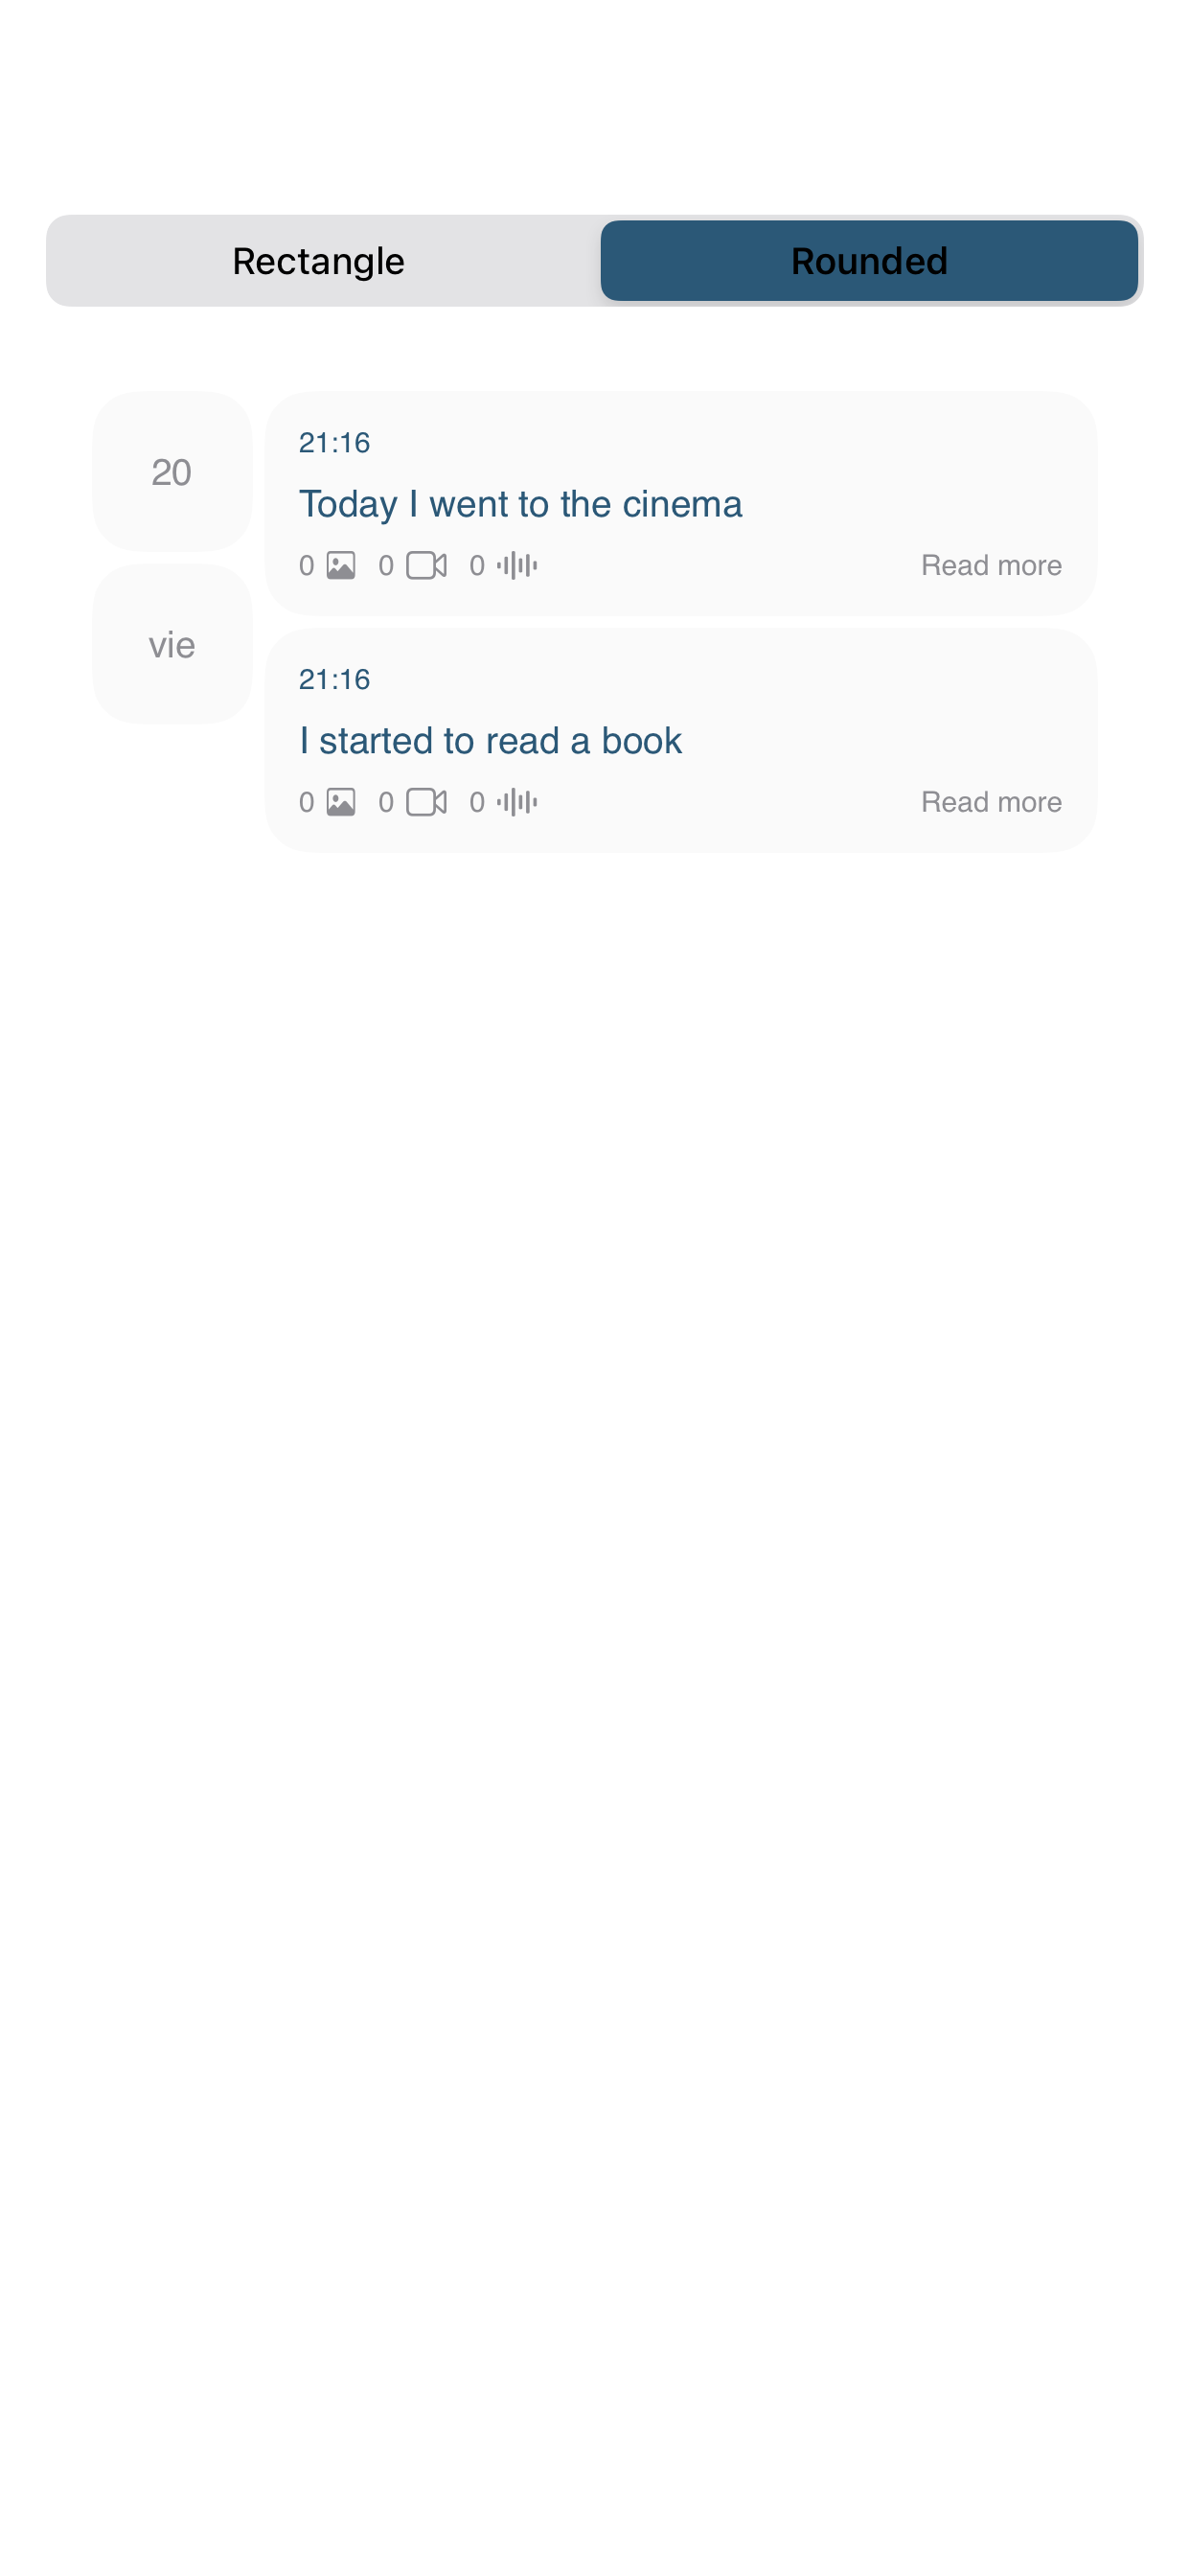 Rectangle Rounded
20
vie
21:16
Today I went to the cinema
0 0 0 Read more
21:16
I started to read a book
0 0 0 Read more